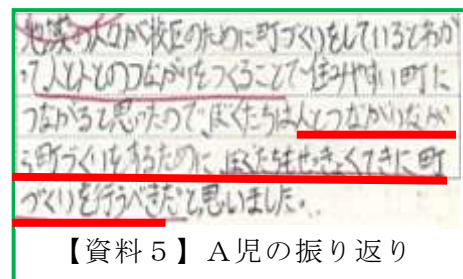 地域の人々が校区のために町づくりをしているとわか
って、人と人とのつながりをつくることで住みやすい町に
つながると思いたので、ぼくたちは人とつながりなが
ら町づくりをするために、ぼくたちもせっきょくてきに町
づくりを行うべきだと思いました。
【資料５】Ａ児の振り返り